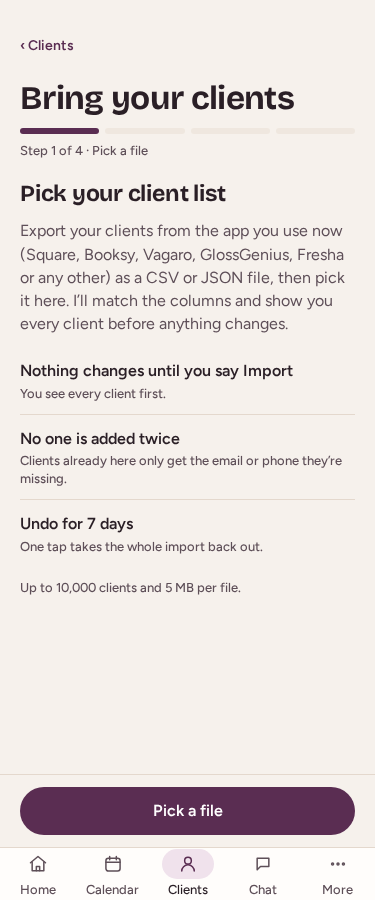 ‹ Clients
Bring your clients
Step 1 of 4 · Pick a file
Pick your client list
Export your clients from the app you use now
(Square, Booksy, Vagaro, GlossGenius, Fresha
or any other) as a CSV or JSON file, then pick
it here. I’ll match the columns and show you
every client before anything changes.
Nothing changes until you say Import
You see every client first.
No one is added twice
Clients already here only get the email or phone they’re
missing.
Undo for 7 days
One tap takes the whole import back out.
Up to 10,000 clients and 5 MB per file.
Pick a file
Home Calendar Clients Chat More